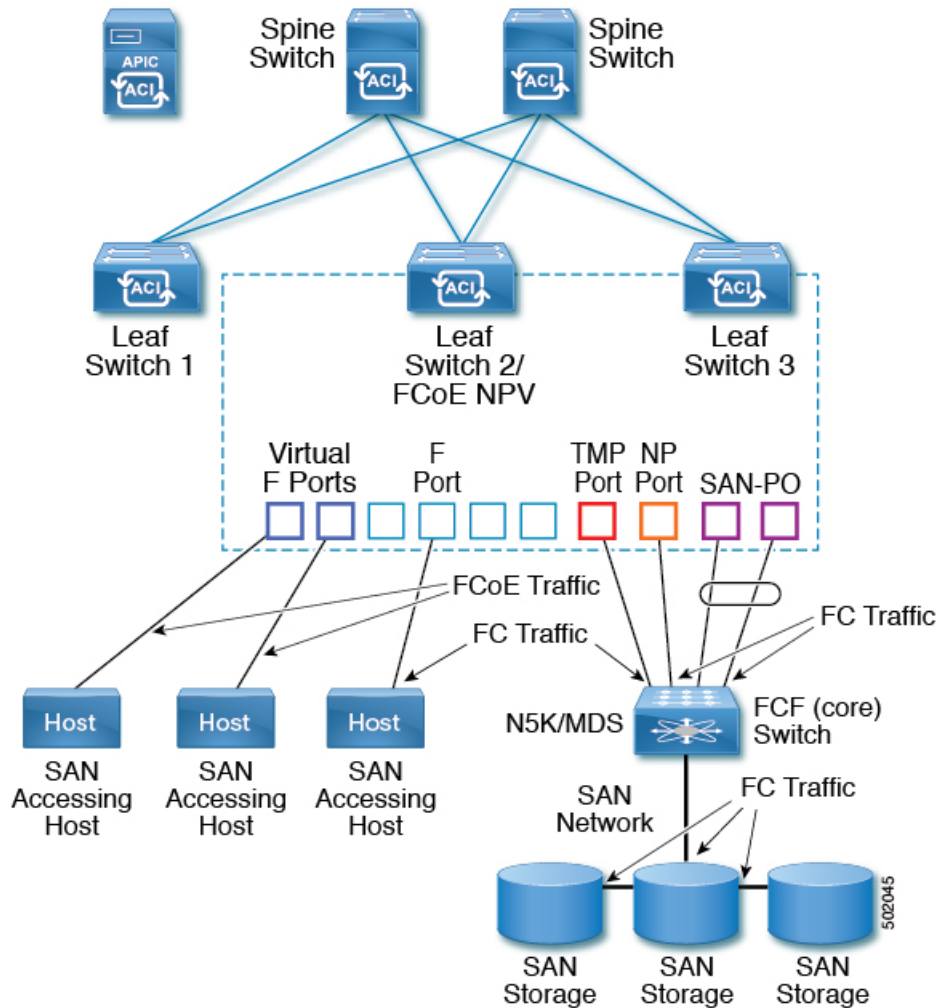 Spine
Switch
Spine
Switch
APIC
ACI
ACI
ACI
ACI
ACI
ACI
Leaf
Switch 1
Leaf
Switch 2/
FCoE NPV
Leaf
Switch 3
Virtual
F Ports
F
Port
TMP
Port
NP
Port
SAN-PO
FCoE Traffic
FC Traffic
FC Traffic
Host
Host
Host
N5K/MDS
FCF (core)
Switch
SAN
Accessing
Host
SAN
Accessing
Host
SAN
Accessing
Host
SAN
Network
FC Traffic
SAN
Storage
SAN
Storage
SAN
Storage
502045